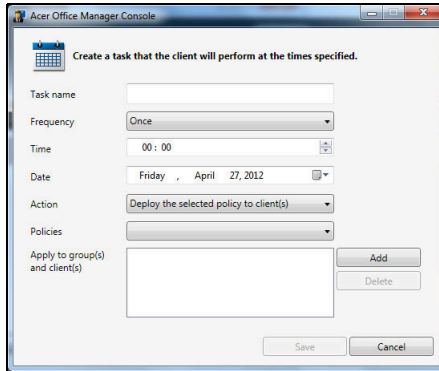 Acer Office Manager Console
Create a task that the client will perform at the times specified.
Task name
Frequency Once
Time 00 : 00
Date Friday , April 27, 2012
Action Deploy the selected policy to client(s)
Policies
Apply to group(s) Add
and client(s)
Delete
Save Cancel